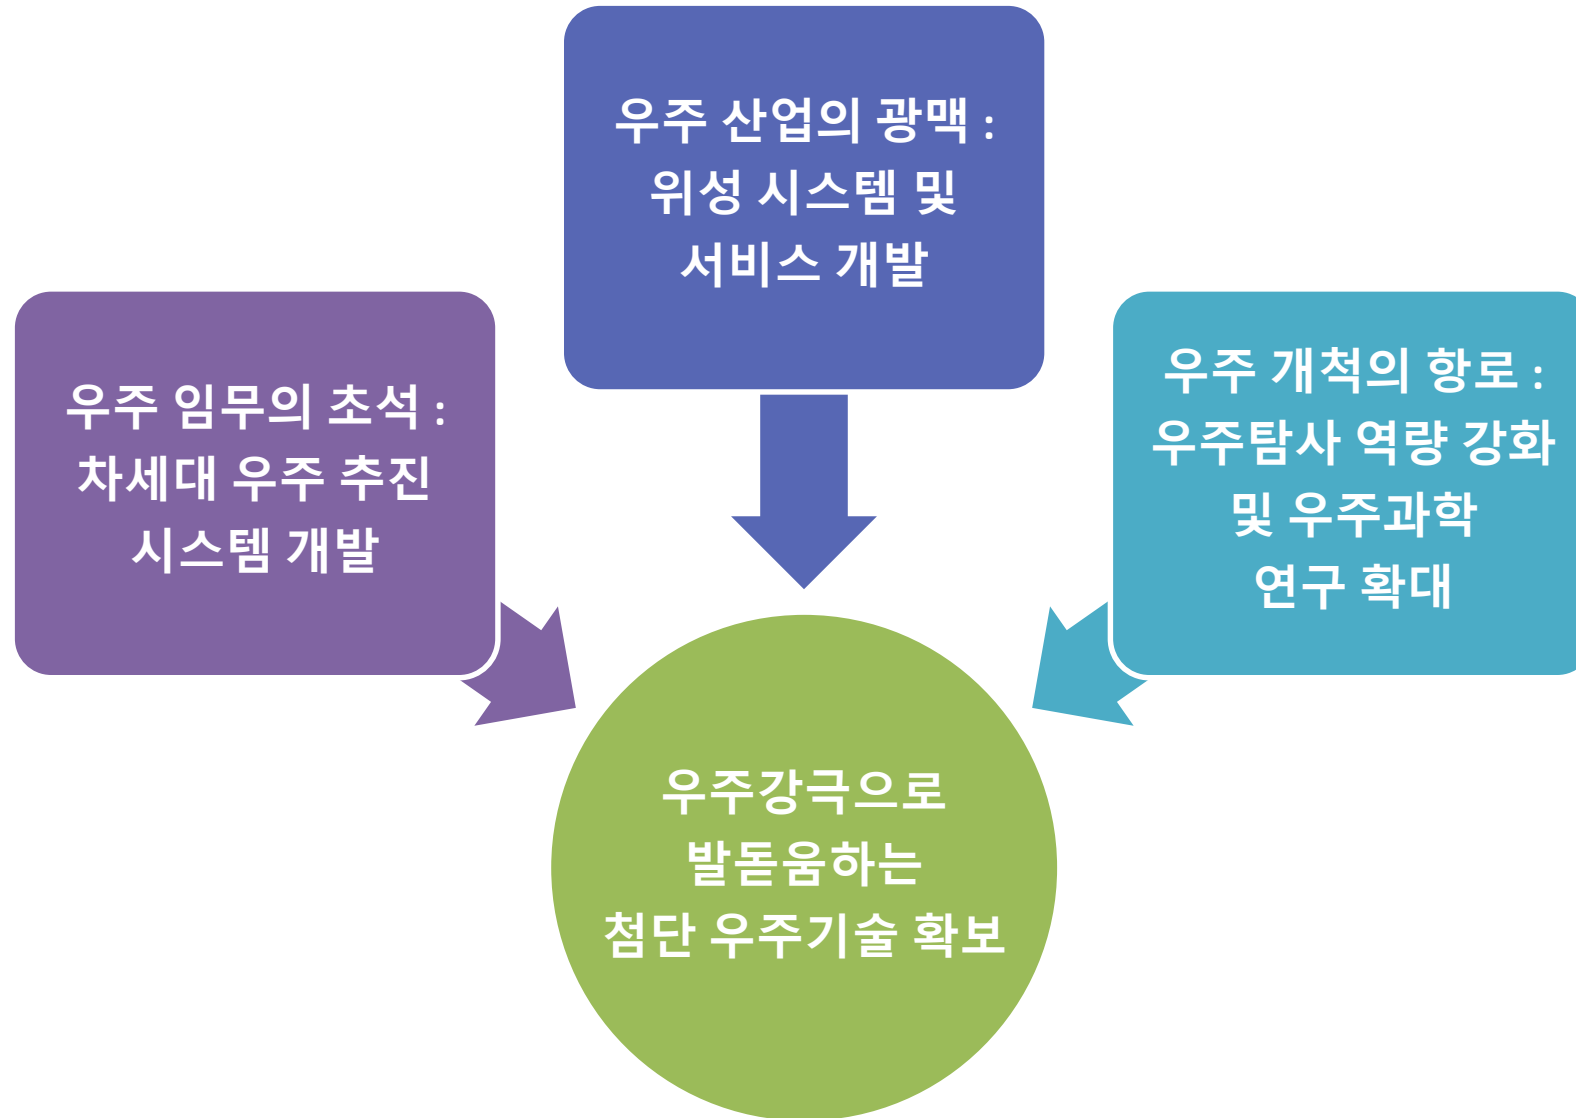 우주 산업의 광맥 :
위성 시스템 및
서비스 개발
우주 임무의 초석 :
차세대 우주 추진
시스템 개발
우주 개척의 항로 :
우주탐사 역량 강화
및 우주과학
연구 확대
우주강극으로
발돋움하는
첨단 우주기술 확보